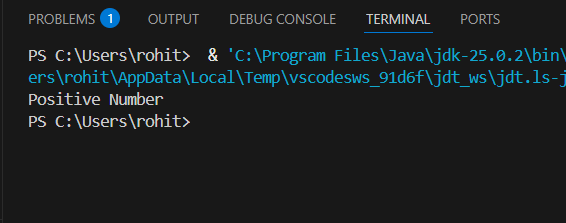 PROBLEMS 1 OUTPUT DEBUG CONSOLE TERMINAL PORTS
PS C:\Users\rohit> & 'C:\Program Files\Java\jdk-25.0.2\bin\
ers\rohit\AppData\Local\Temp\vscodesws_91d6f\jdt_ws\jdt.ls-j
Positive Number
PS C:\Users\rohit>